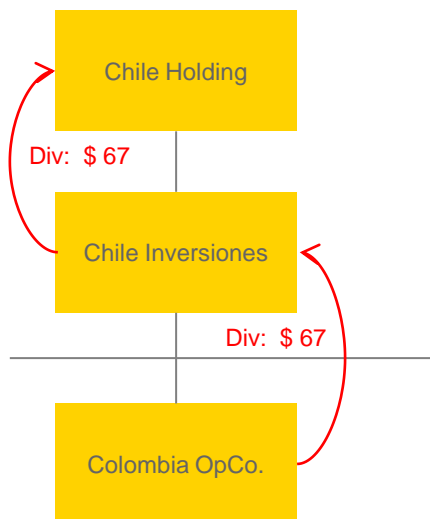 Chile Holding
Div: $ 67
Chile Inversiones
Div: $ 67
Colombia OpCo.